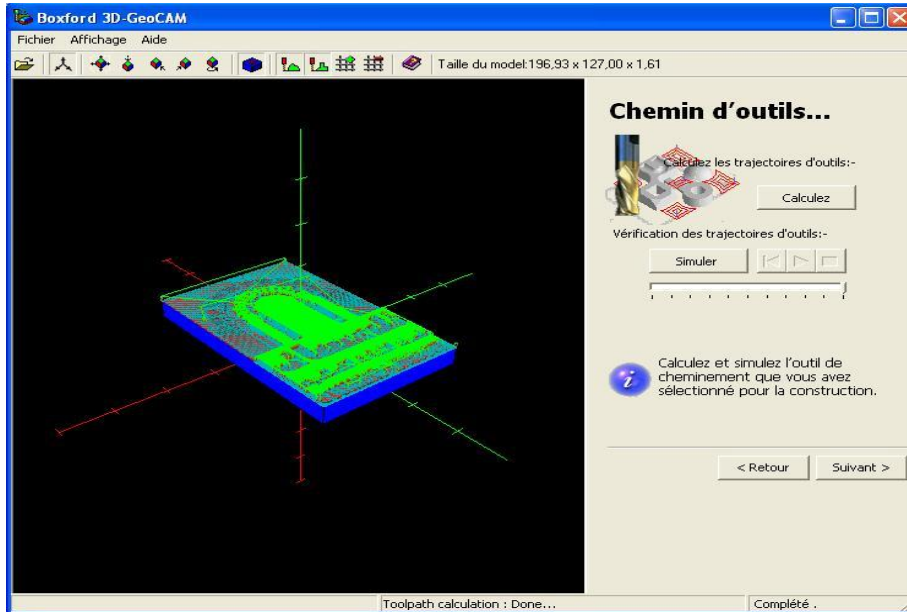 Boxford 3D-GeoCAM
Fichier Affichage Aide
Taille du model:196,93 x 127,00 x 1,61
Chemin d'outils...
Calculez les trajectoires d'outils:-
Calculez
Vérification des trajectoires d'outils:-
Simuler
i
Calculez et simulez l'outil de
cheminement que vous avez
sélectionné pour la construction.
< Retour Suivant >
Toolpath calculation : Done... Complété .